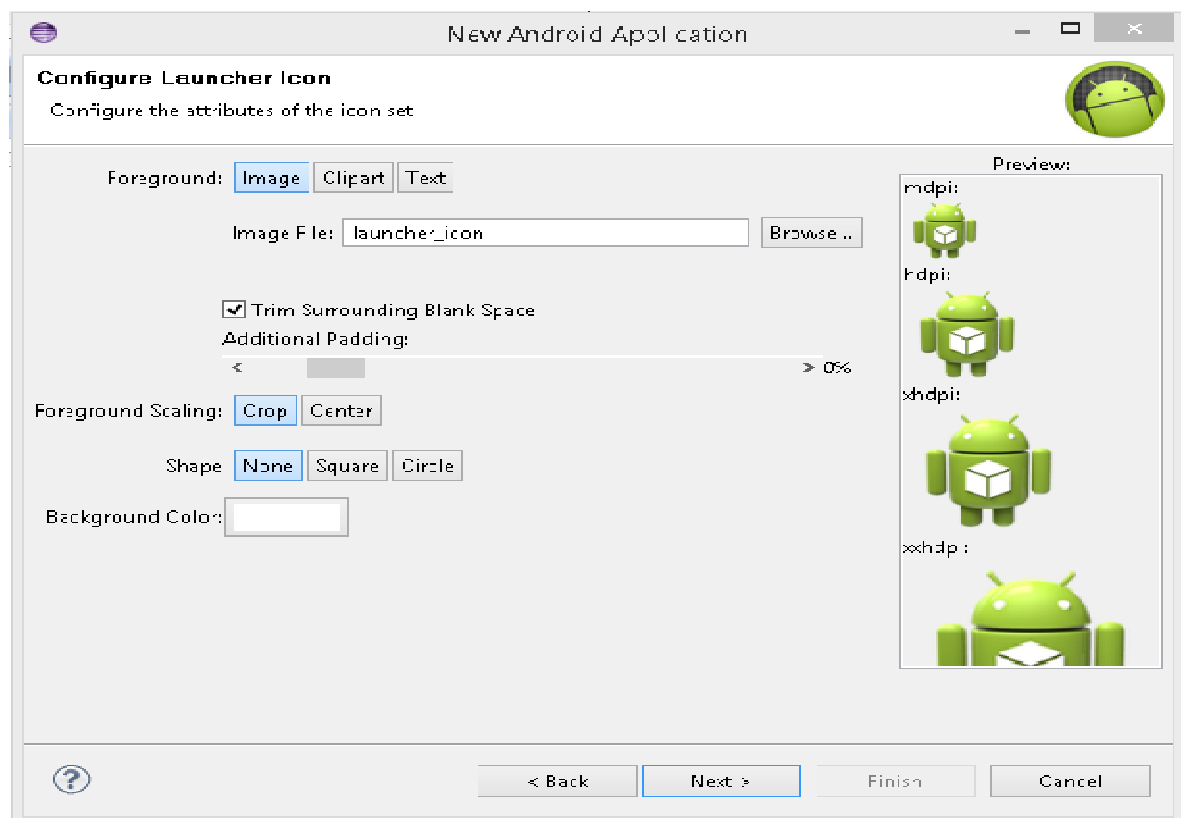 New Android Application
Configure Launcher Icon
Configure the attributes of the icon set
Foreground: Image Clipart Text
Image File: launcher_icon Browse...
Trim Surrounding Blank Space
Additional Padding:
< > 0%
Foreground Scaling: Crop Center
Shape None Square Circle
Background Color:
Preview:
mdpi:
hdpi:
xhdpi:
xxhdpi:
? < Back Next > Finish Cancel